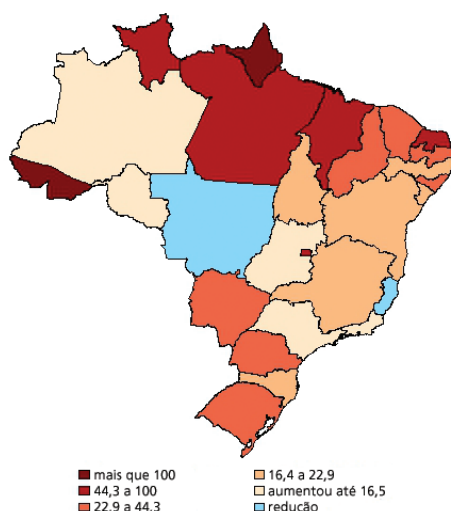 mais que 100
44,3 a 100
22,9 a 44,3
16,4 a 22,9
aumentou até 16,5
redução